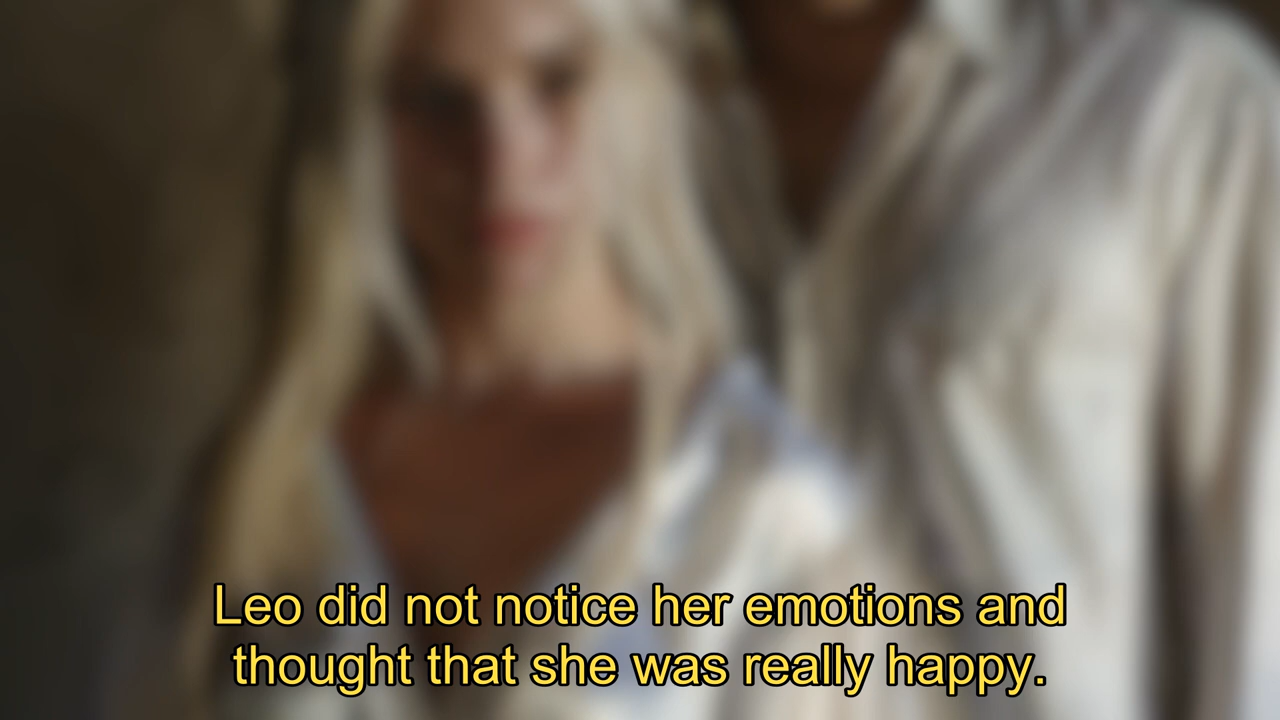 Leo did not notice her emotions and
thought that she was really happy.